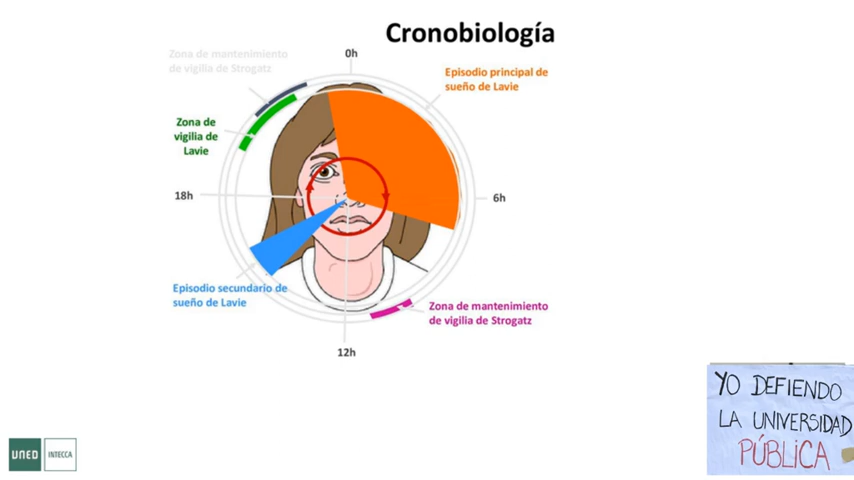 Cronobiología
Zona de mantenimiento
de vigilia de Strogatz
0h
Episodio principal de
sueño de Lavie
Zona de
vigilia de
Lavie
18h
6h
Episodio secundario de
sueño de Lavie
Zona de mantenimiento
de vigilia de Strogatz
12h
YO DEFIENDO
LA UNIVERSIDAD
PÚBLICA
UNED
INTECCA